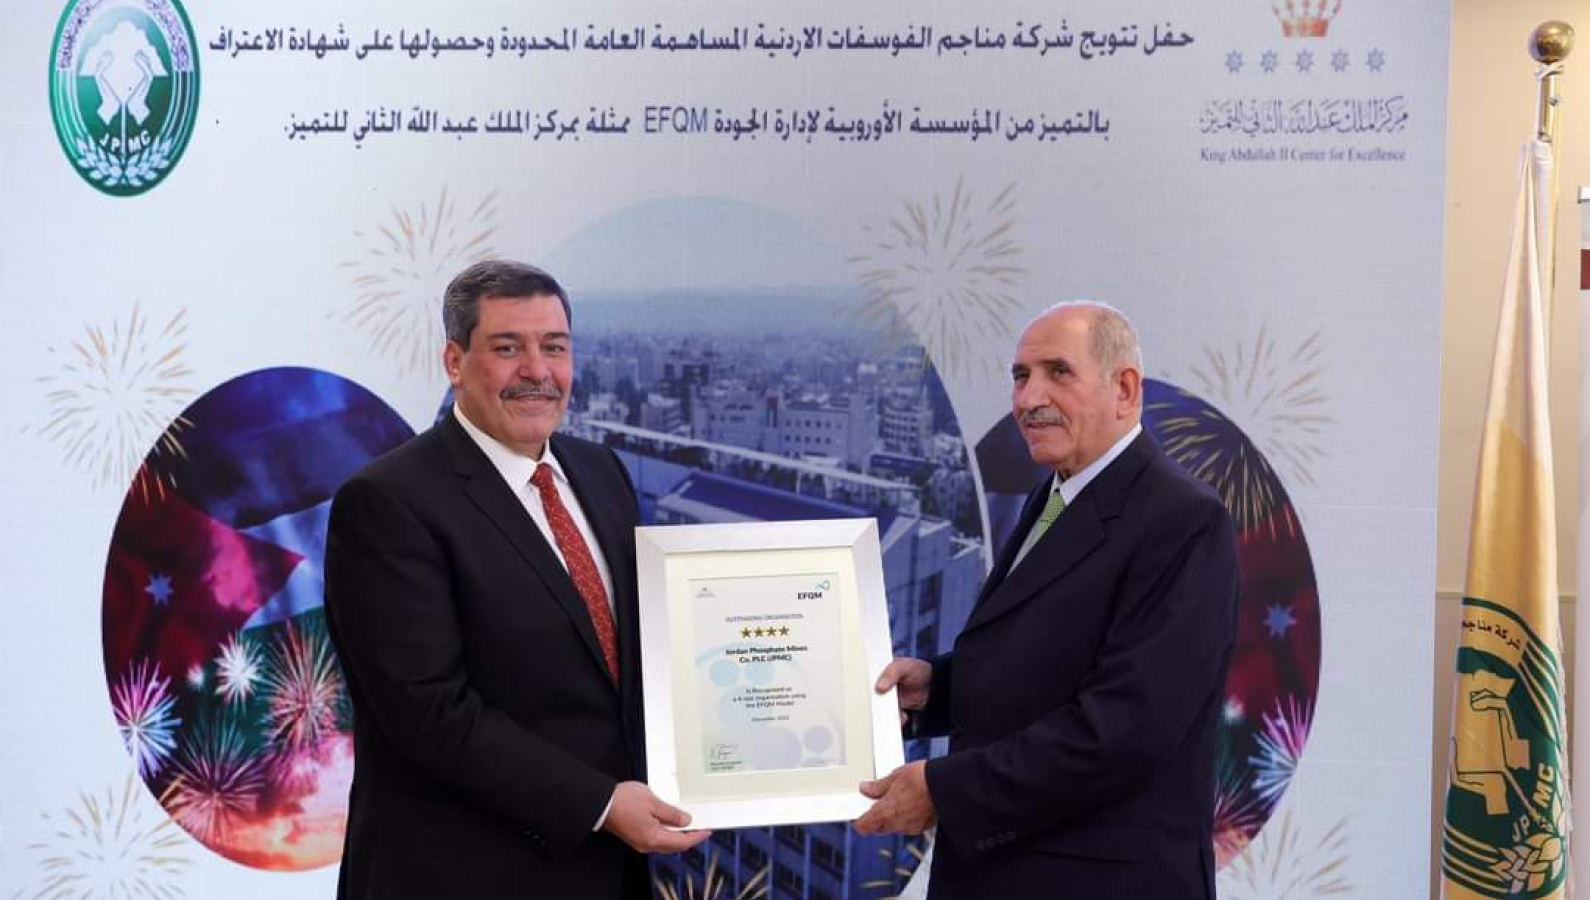 حفل تتويج شركة مناجم الفوسفات الاردنية المساهمة العامة المحدودة وحصولها على شهادة الاعتراف
بالتميز من المؤسسة الأوروبية لإدارة الجودة EFQM ممثلة بمركز الملك عبد الله الثاني للتميز.
مركز الملك عبدالله الثاني للتميز
King Abdullah II Center for Excellence
JPMC
EFQM
OUTSTANDING ORGANISATION
Jordan Phosphate Mines
Co. PLC (JPMC)
Is Recognised as
a 4 star organisation using
the EFQM Model
December, 2022
شركة مناجم
JPMC